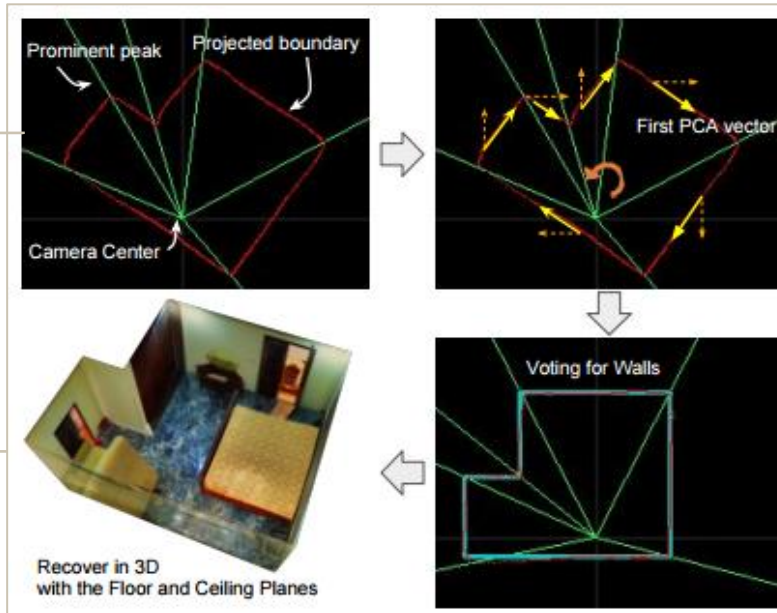 Prominent peak
Projected boundary
Camera Center
First PCA vector
Voting for Walls
Recover in 3D
with the Floor and Ceiling Planes